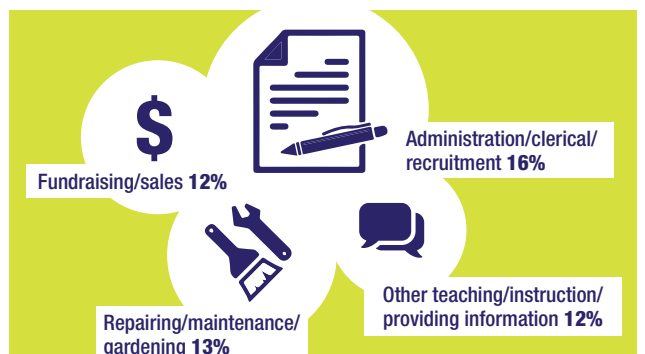 $
Administration/clerical/
recruitment 16%
Fundraising/sales 12%
Other teaching/instruction/
providing information 12%
Repairing/maintenance/
gardening 13%